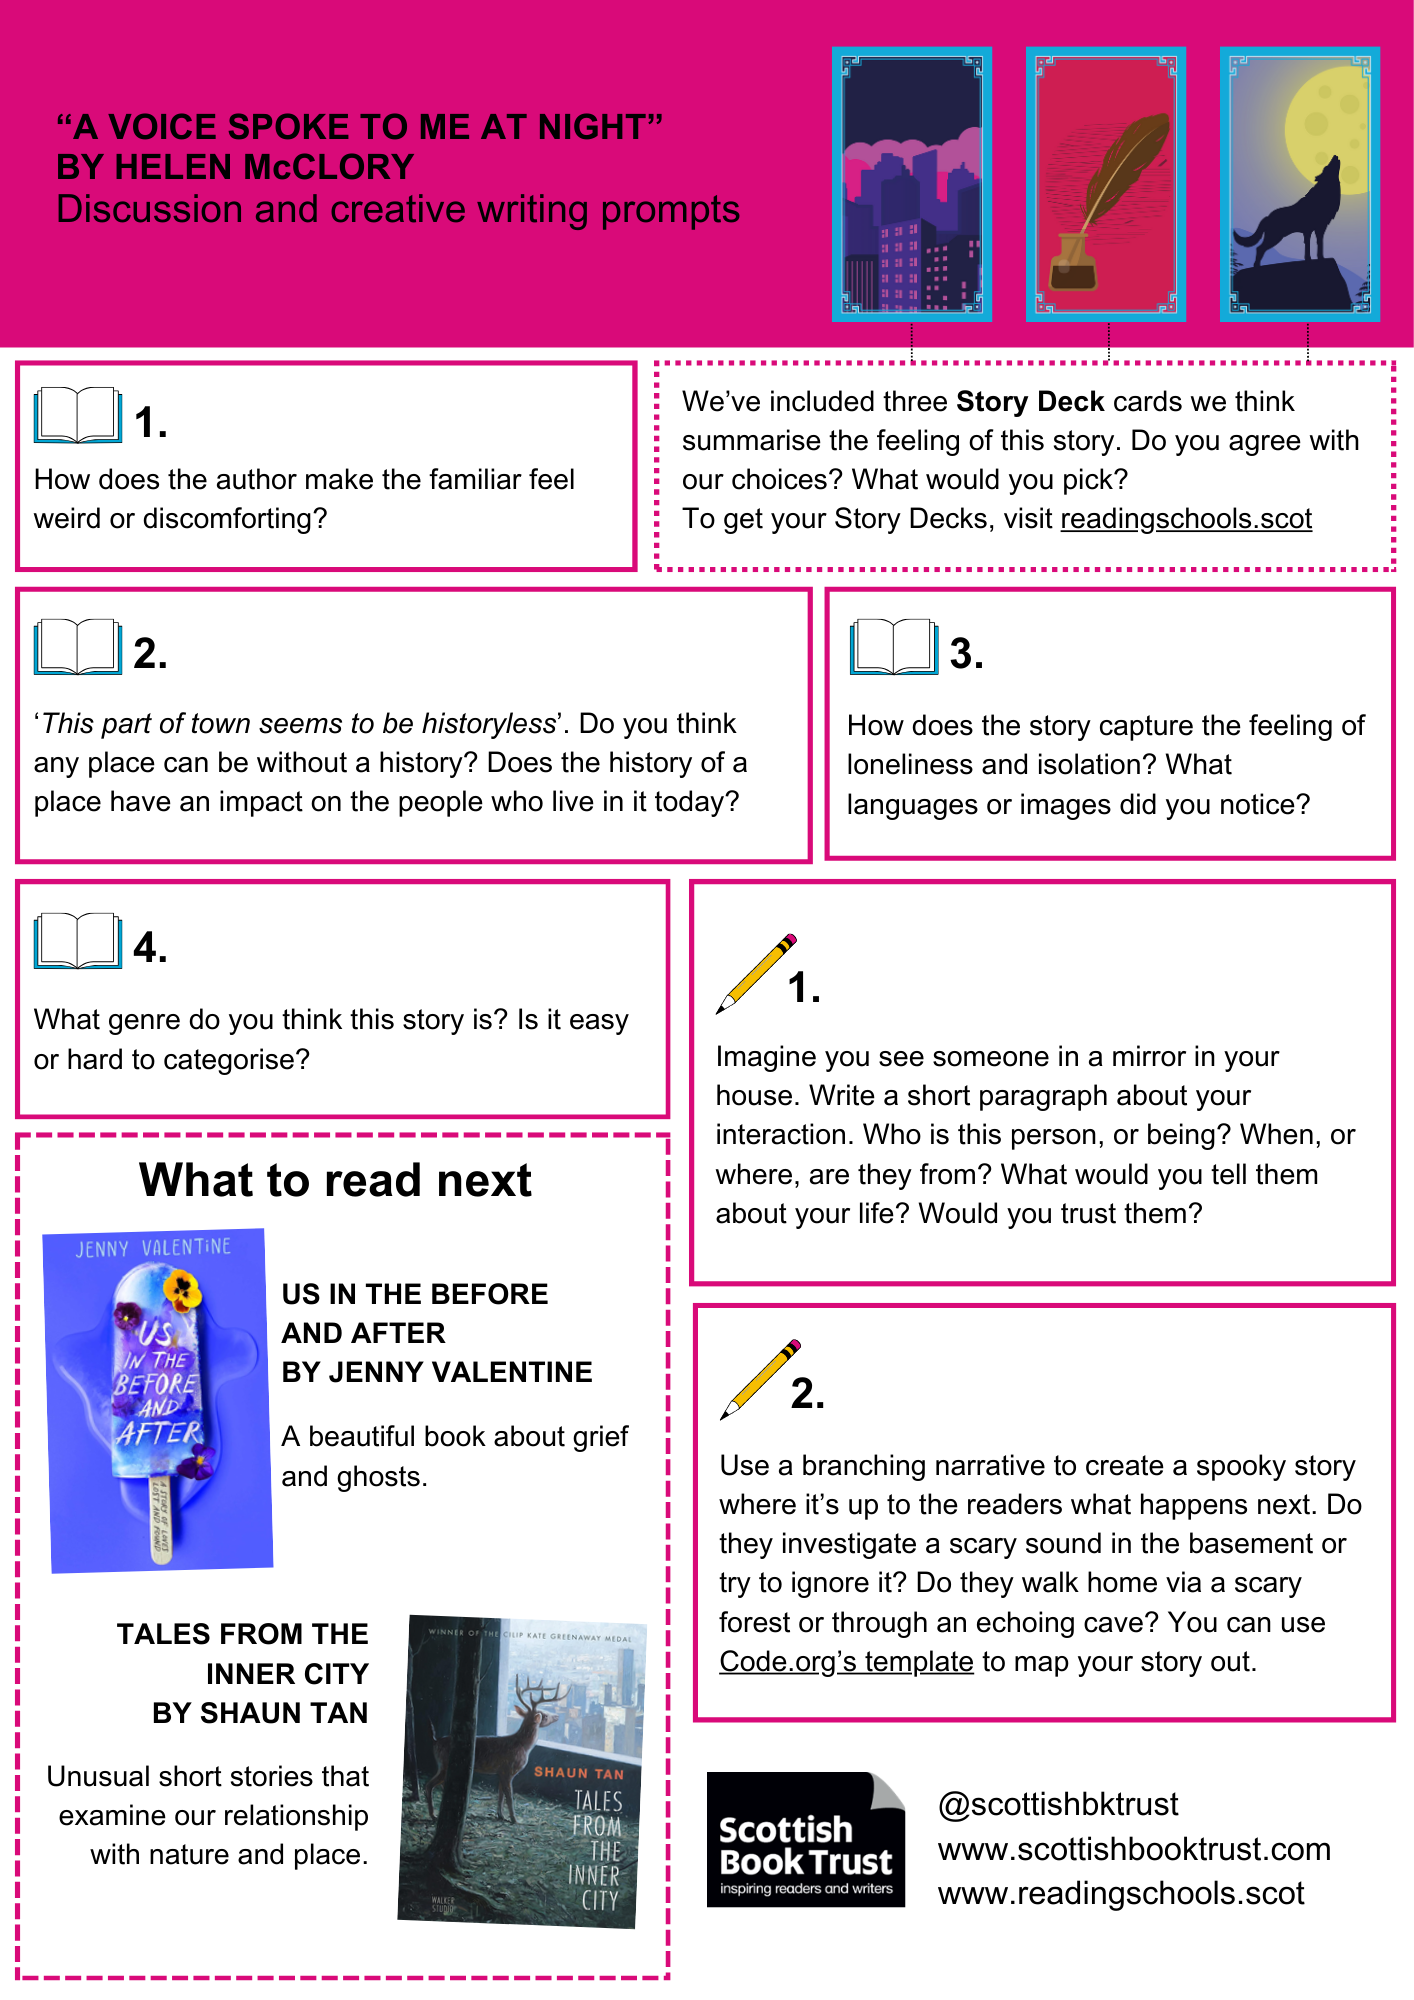 “A VOICE SPOKE TO ME AT NIGHT”
BY HELEN McCLORY
Discussion and creative writing prompts
1.
How does the author make the familiar feel
weird or discomforting?
We’ve included three Story Deck cards we think
summarise the feeling of this story. Do you agree with
our choices? What would you pick?
To get your Story Decks, visit readingschools.scot
2.
‘This part of town seems to be historyless’. Do you think
any place can be without a history? Does the history of a
place have an impact on the people who live in it today?
3.
How does the story capture the feeling of
loneliness and isolation? What
languages or images did you notice?
4.
What genre do you think this story is? Is it easy
or hard to categorise?
1.
Imagine you see someone in a mirror in your
house. Write a short paragraph about your
interaction. Who is this person, or being? When, or
where, are they from? What would you tell them
about your life? Would you trust them?
What to read next
JENNY VALENTINE
US
IN THE
BEFORE
AND
AFTER
A STORY OF LOVES
LOST AND FOUND
US IN THE BEFORE
AND AFTER
BY JENNY VALENTINE
A beautiful book about grief
and ghosts.
2.
Use a branching narrative to create a spooky story
where it’s up to the readers what happens next. Do
they investigate a scary sound in the basement or
try to ignore it? Do they walk home via a scary
forest or through an echoing cave? You can use
Code.org’s template to map your story out.
TALES FROM THE
INNER CITY
BY SHAUN TAN
Unusual short stories that
examine our relationship
with nature and place.
WINNER OF THE CILIP KATE GREENAWAY MEDAL
SHAUN TAN
TALES
FROM
THE
INNER
CITY
WALKER
STUDIO
Scottish
Book Trust
inspiring readers and writers
@scottishbktrust
www.scottishbooktrust.com
www.readingschools.scot